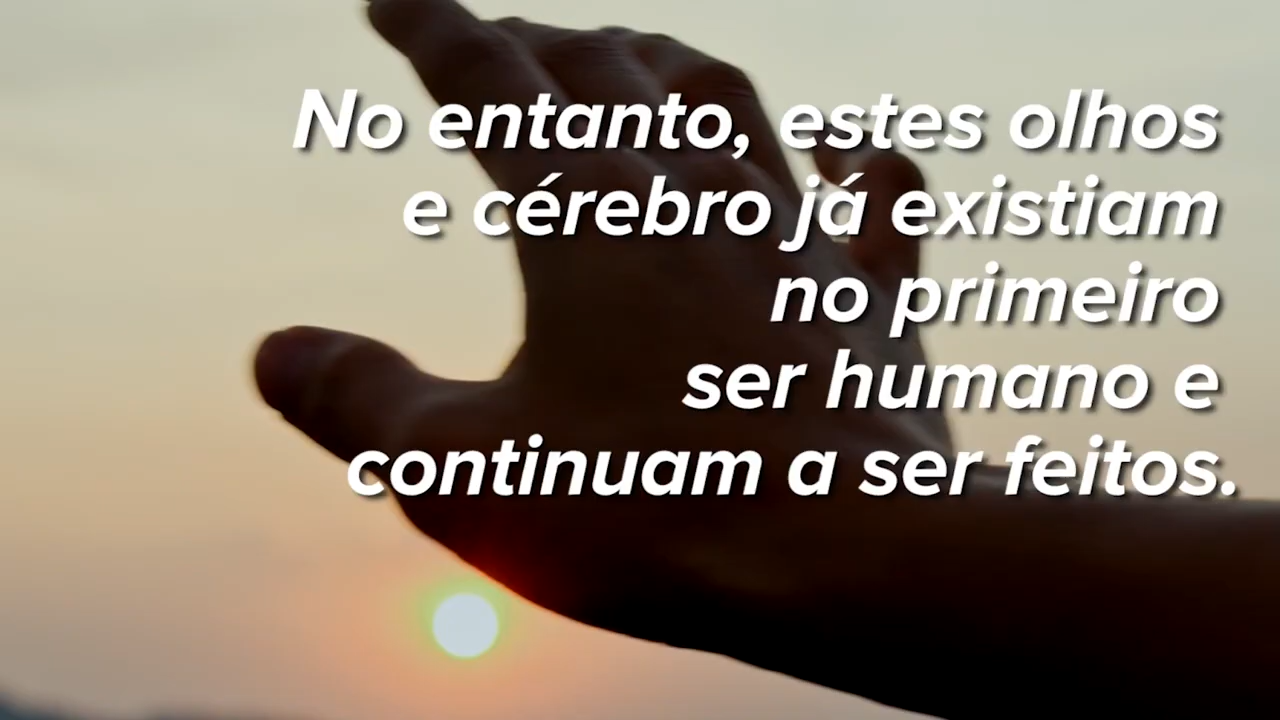 No entanto, estes olhos
e cérebro já existiam
no primeiro
ser humano e
continuam a ser feitos.